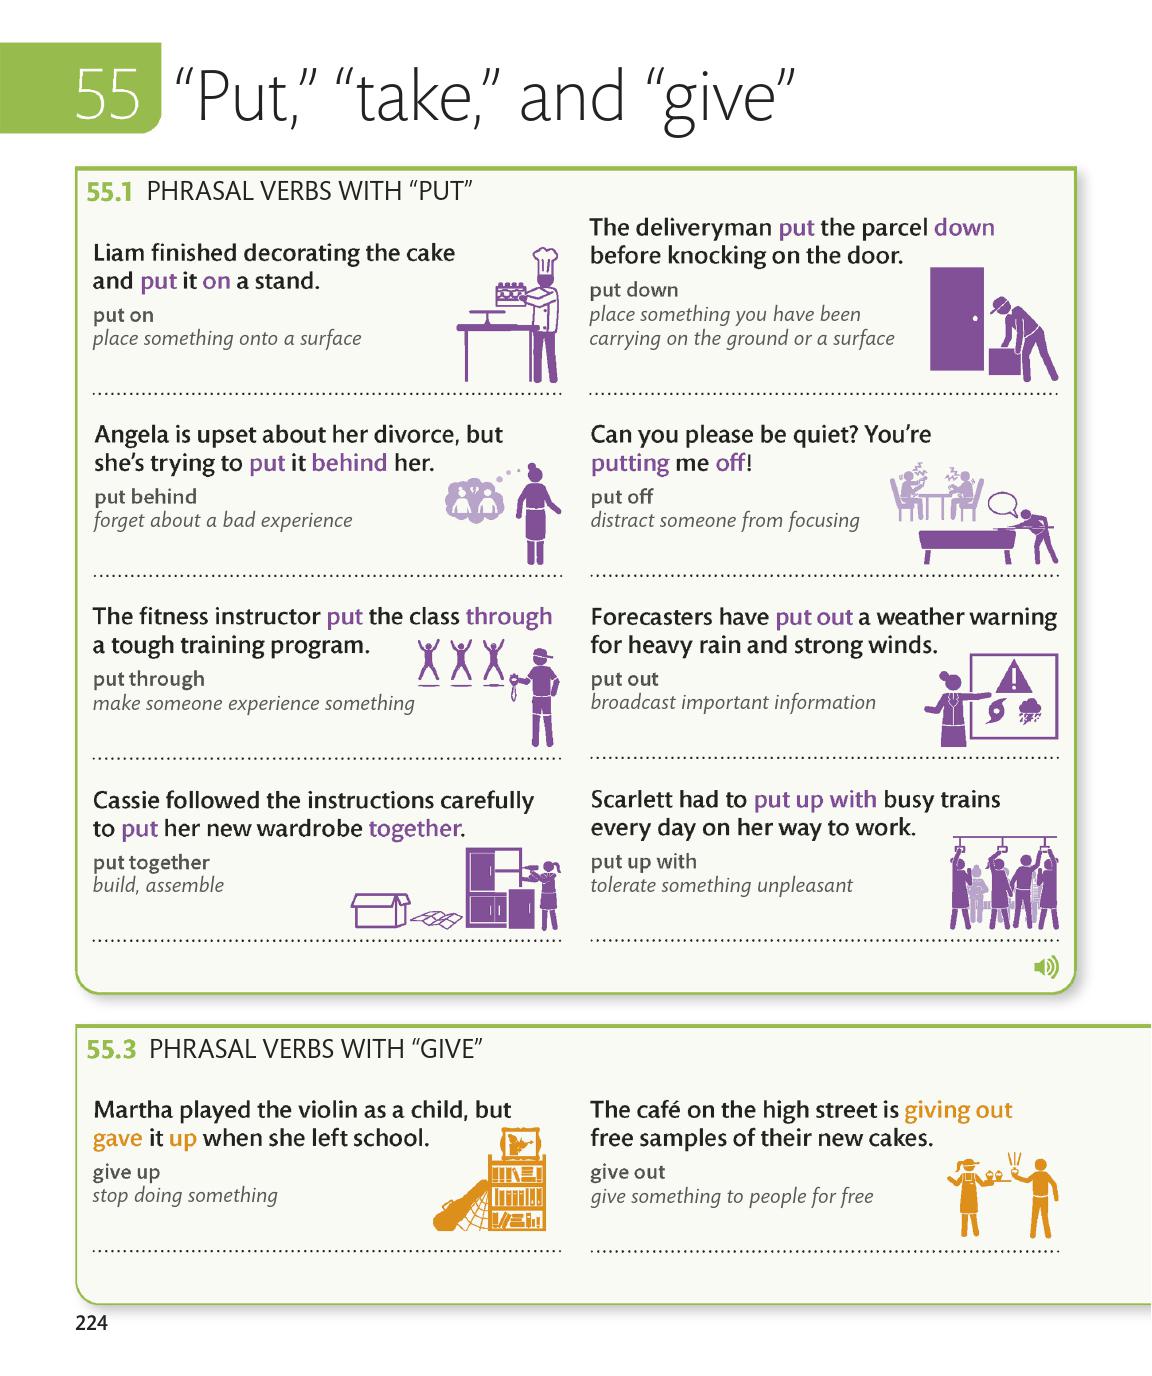 55 “Put,” “take,” and “give”
55.1 PHRASAL VERBS WITH “PUT”
Liam finished decorating the cake
and put it on a stand.
put on
place something onto a surface
The deliveryman put the parcel down
before knocking on the door.
put down
place something you have been
carrying on the ground or a surface
Angela is upset about her divorce, but
she’s trying to put it behind her.
put behind
forget about a bad experience
Can you please be quiet? You’re
putting me off!
put off
distract someone from focusing
The fitness instructor put the class through
a tough training program.
put through
make someone experience something
Forecasters have put out a weather warning
for heavy rain and strong winds.
put out
broadcast important information
Cassie followed the instructions carefully
to put her new wardrobe together.
put together
build, assemble
Scarlett had to put up with busy trains
every day on her way to work.
put up with
tolerate something unpleasant
55.3 PHRASAL VERBS WITH “GIVE”
Martha played the violin as a child, but
gave it up when she left school.
give up
stop doing something
The café on the high street is giving out
free samples of their new cakes.
give out
give something to people for free
224